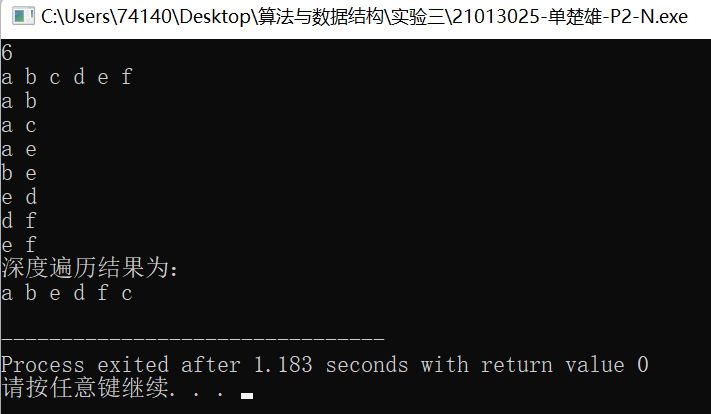 C:\Users\74140\Desktop\算法与数据结构\实验三\21013025-单楚雄-P2-N.exe
6
a b c d e f
a b
a c
a e
b e
e d
d f
e f
深度遍历结果为:
a b e d f c
--------------------------------
Process exited after 1.183 seconds with return value 0
请按任意键继续. . .